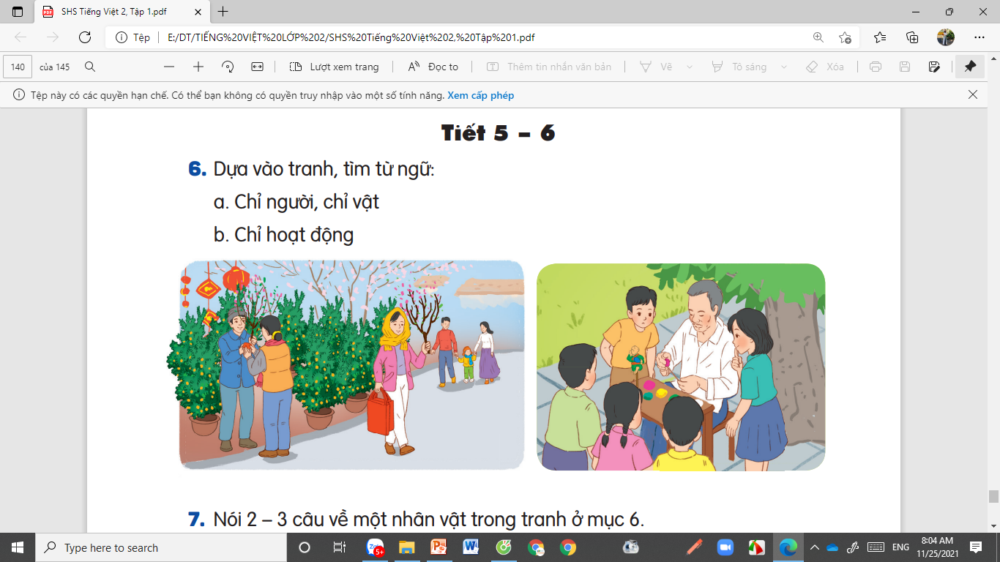 SHS Tiếng Việt 2, Tập 1.pdf
Tệp
E:/DT/TIẾNG%20VIỆT%20LỚP%202/SHS%20Tiếng%20Việt%202,%20Tập%201.pdf
140 của 145
Lượt xem trang
Đọc to
Thêm tin nhắn văn bản
Vẽ
Tô sáng
Xóa
Tệp này có các quyền hạn chế. Có thể bạn không có quyền truy nhập vào một số tính năng. Xem cấp phép
Tiết 5 – 6
6. Dựa vào tranh, tìm từ ngữ:
a. Chỉ người, chỉ vật
b. Chỉ hoạt động
7. Nói 2 – 3 câu về một nhân vật trong tranh ở mục 6.
Type here to search
5+
ENG
8:04 AM
11/25/2021